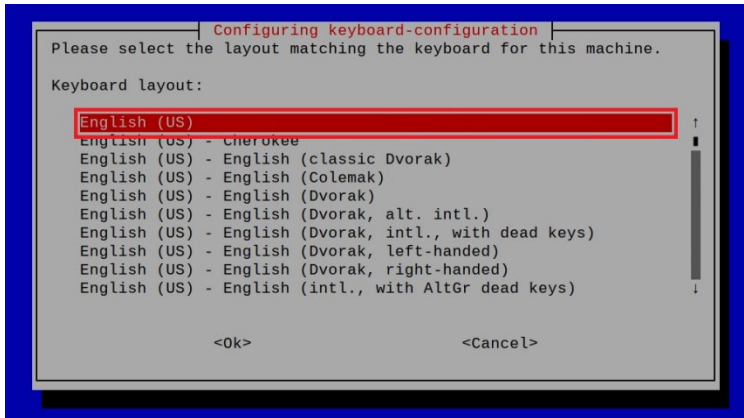 Configuring keyboard-configuration
Please select the layout matching the keyboard for this machine.
Keyboard layout:
English (US)
English (US) - Cherokee
English (US) - English (classic Dvorak)
English (US) - English (Colemak)
English (US) - English (Dvorak)
English (US) - English (Dvorak, alt. intl.)
English (US) - English (Dvorak, intl., with dead keys)
English (US) - English (Dvorak, left-handed)
English (US) - English (Dvorak, right-handed)
English (US) - English (intl., with AltGr dead keys)
<Ok> <Cancel>